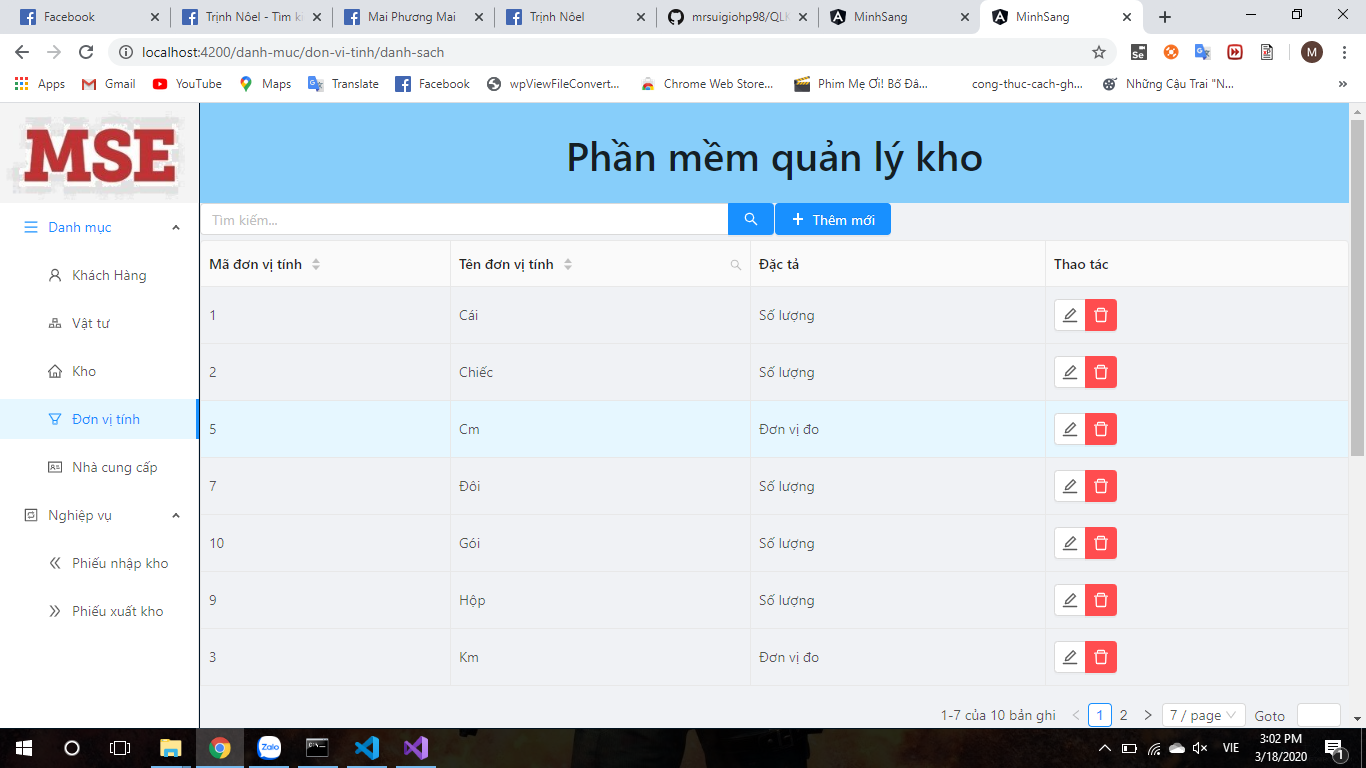 Facebook
Trịnh Nôel - Tìm ki
Mai Phương Mai
Trịnh Nôel
mrsuigiohp98/QLK
MinhSang
MinhSang
localhost:4200/danh-muc/don-vi-tinh/danh-sach
Se
M
Apps
Gmail
YouTube
Maps
Translate
Facebook
wpViewFileConvert...
Chrome Web Store...
Phim Mẹ Ơi! Bố Đâ...
cong-thuc-cach-gh...
Những Cậu Trai "N...
MSE
Phần mềm quản lý kho
Danh mục
Khách Hàng
Vật tư
Kho
Đơn vị tính
Nhà cung cấp
Nghiệp vụ
Phiếu nhập kho
Phiếu xuất kho
Tìm kiếm...
Thêm mới
Mã đơn vị tính Tên đơn vị tính Đặc tả Thao tác
1 Cái Số lượng
2 Chiếc Số lượng
5 Cm Đơn vị đo
7 Đôi Số lượng
10 Gói Số lượng
9 Hộp Số lượng
3 Km Đơn vị đo
1-7 của 10 bản ghi 1 2 7 / page Goto
Zalo
VIE
3:02 PM
3/18/2020
1